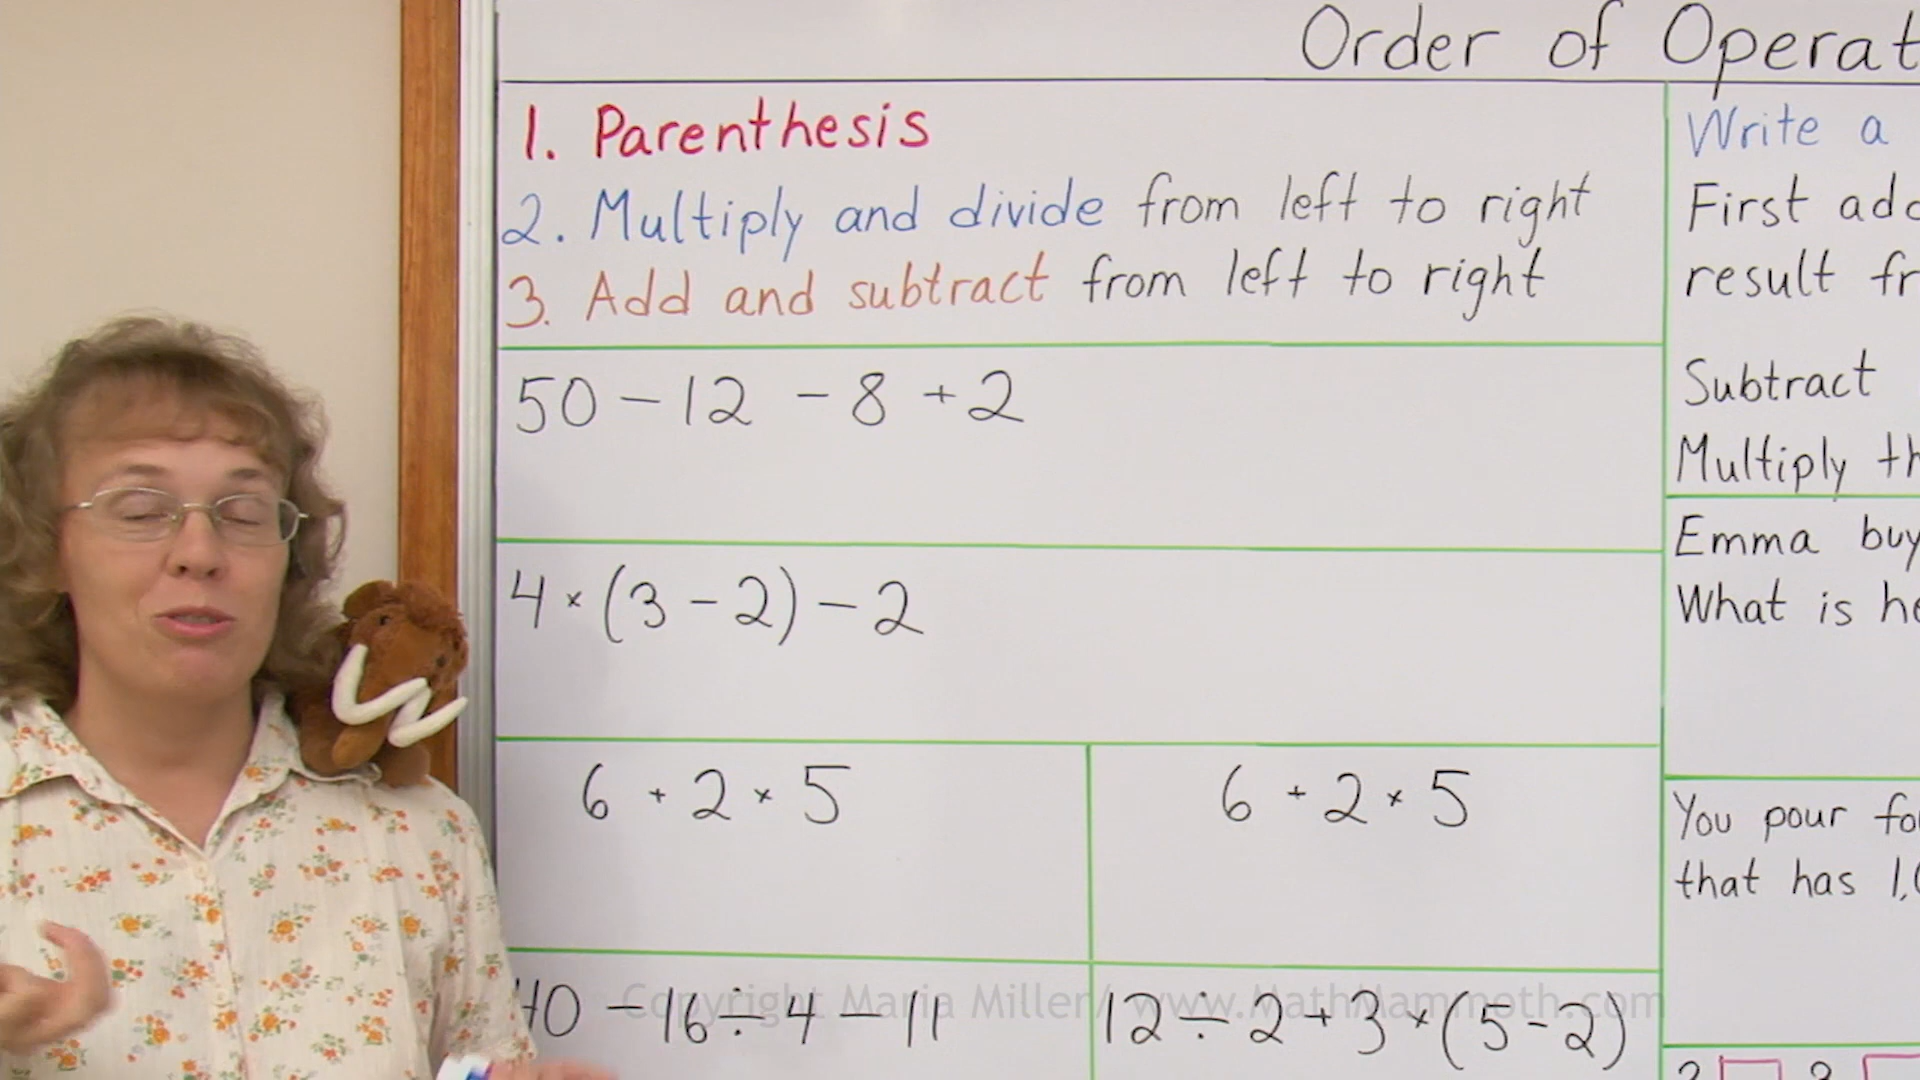 Order of Operat
1. Parenthesis
2. Multiply and divide from left to right
3. Add and subtract from left to right
50 - 12 - 8 + 2
4 × (3 - 2) - 2
6 + 2 × 5
6 + 2 × 5
40 - 16 ÷ 4 - 11
12 ÷ 2 + 3 × (5 - 2)
Copyright Maria Miller / www.MathMammoth.com
Write a
First add
result fr
Subtract
Multiply th
Emma buy
What is he
You pour fo
that has 1,0